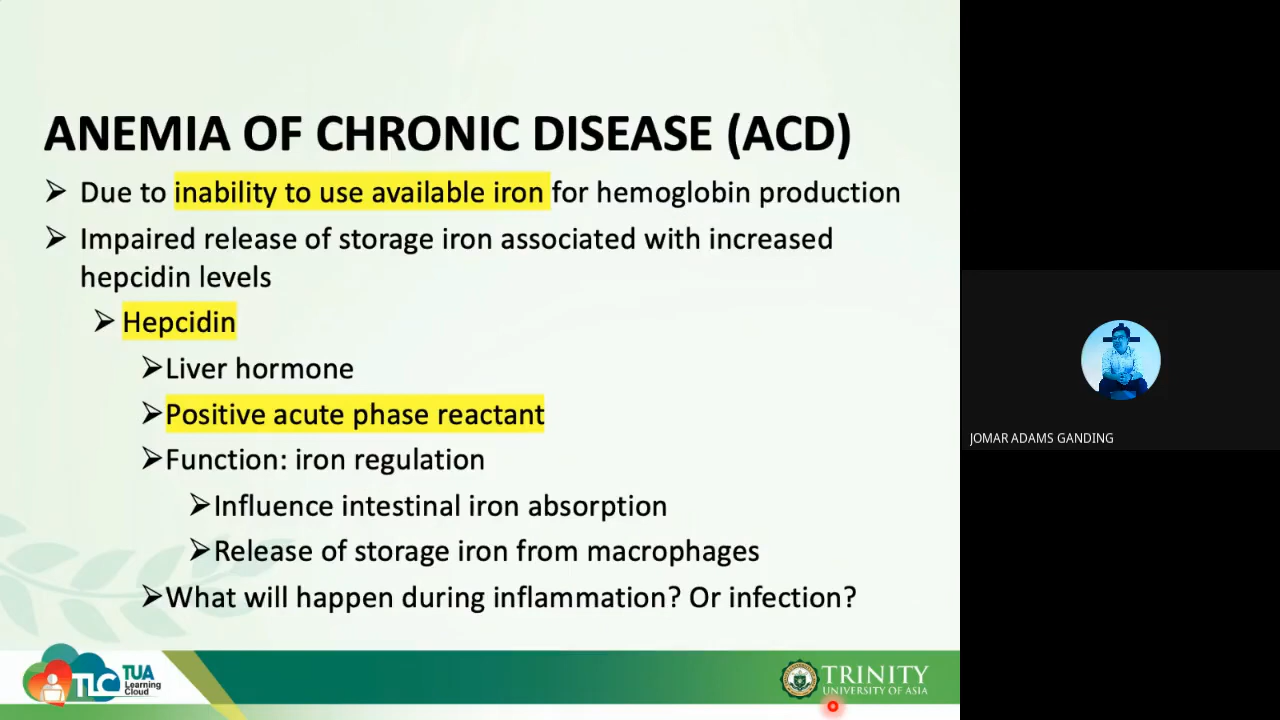 ANEMIA OF CHRONIC DISEASE (ACD)
➢ Due to inability to use available iron for hemoglobin production
➢ Impaired release of storage iron associated with increased
hepcidin levels
➢ Hepcidin
➢Liver hormone
➢Positive acute phase reactant
➢Function: iron regulation
➢Influence intestinal iron absorption
➢Release of storage iron from macrophages
➢What will happen during inflammation? Or infection?
JOMAR ADAMS GANDING
TLC TUA
Learning
Cloud
TRINITY
UNIVERSITY OF ASIA